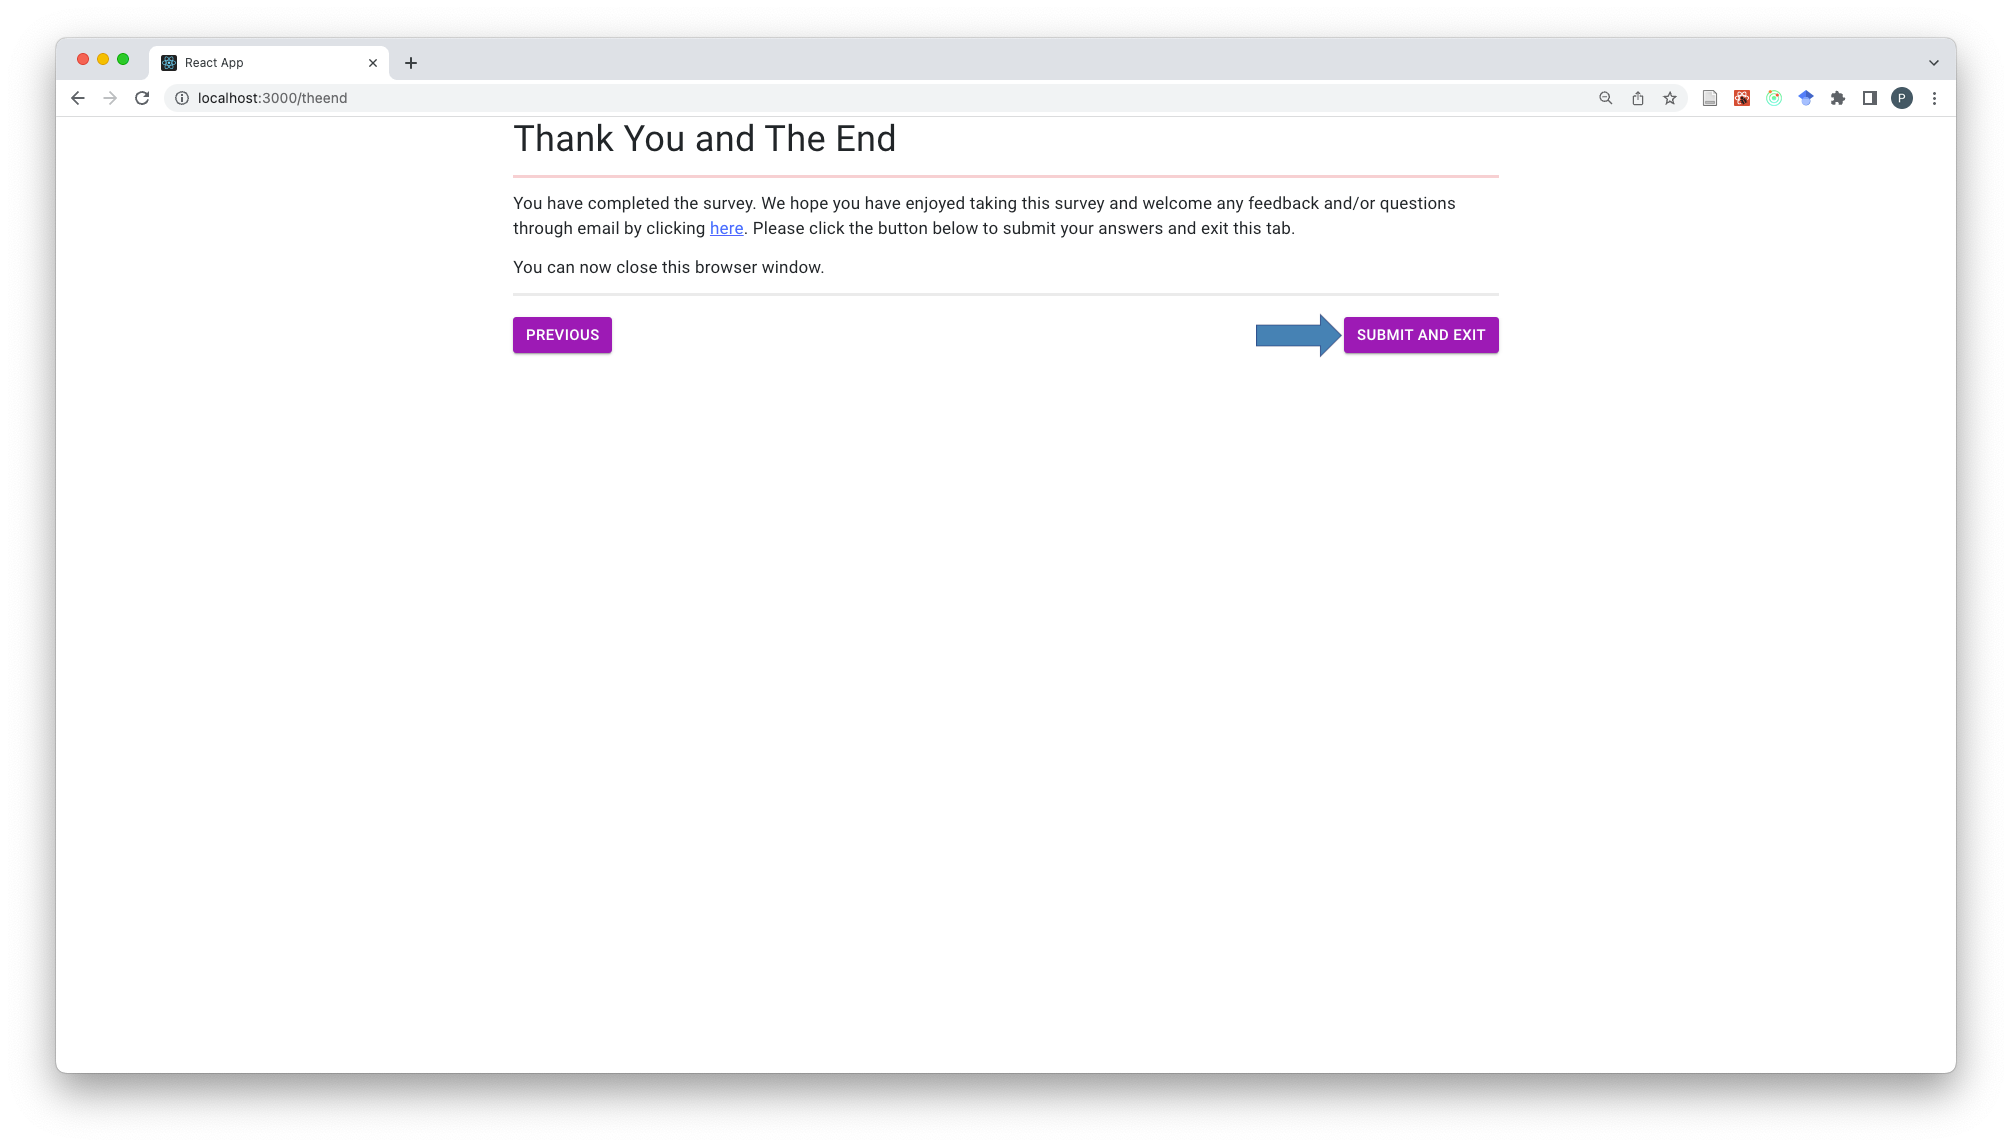 React App
localhost:3000/theend
P
Thank You and The End
You have completed the survey. We hope you have enjoyed taking this survey and welcome any feedback and/or questions
through email by clicking here. Please click the button below to submit your answers and exit this tab.
You can now close this browser window.
PREVIOUS
SUBMIT AND EXIT